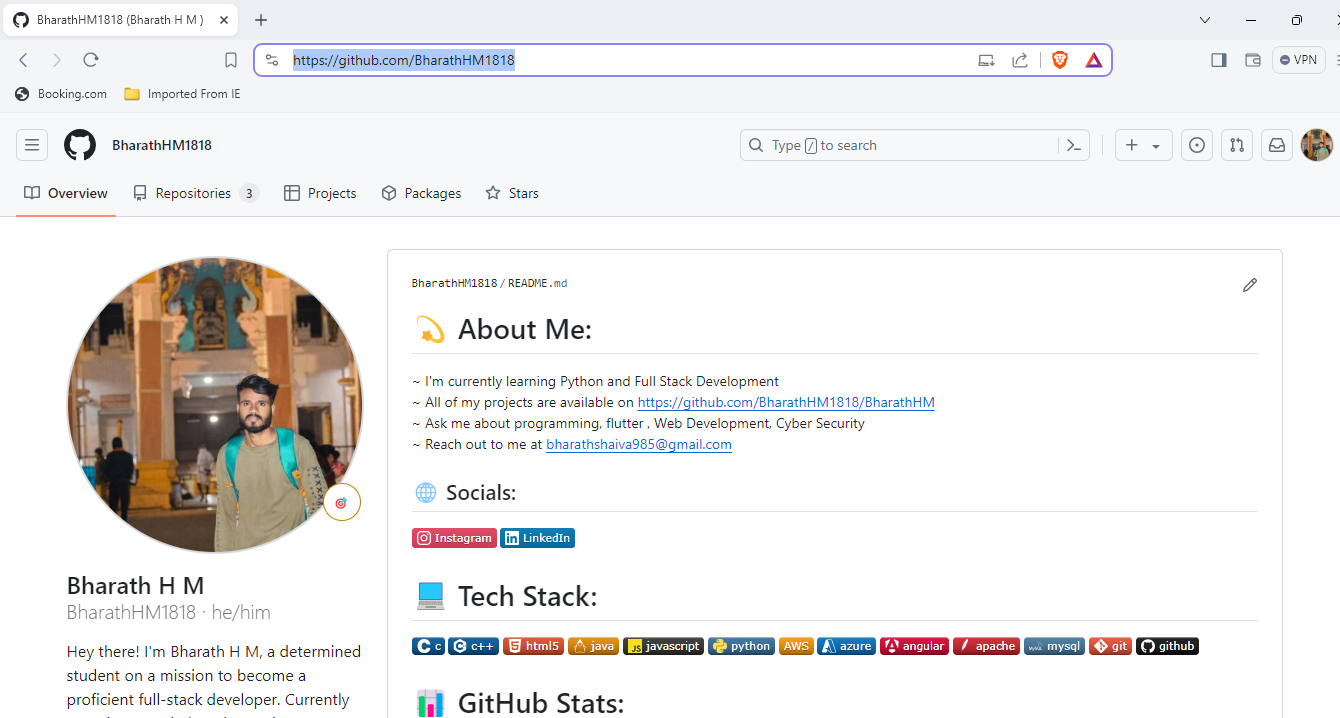 BharathHM1818 (Bharath H M )
https://github.com/BharathHM1818
VPN
Booking.com
Imported From IE
BharathHM1818
Type / to search
Overview
Repositories 3
Projects
Packages
Stars
BharathHM1818 / README.md
About Me:
~ I'm currently learning Python and Full Stack Development
~ All of my projects are available on https://github.com/BharathHM1818/BharathHM
~ Ask me about programming, flutter , Web Development, Cyber Security
~ Reach out to me at bharathshaiva985@gmail.com
Socials:
Instagram LinkedIn
Tech Stack:
C c C++ c++ html5 java JS javascript python AWS azure angular apache mysql git github
GitHub Stats:
Bharath H M
BharathHM1818 · he/him
Hey there! I'm Bharath H M, a determined
student on a mission to become a
proficient full-stack developer. Currently